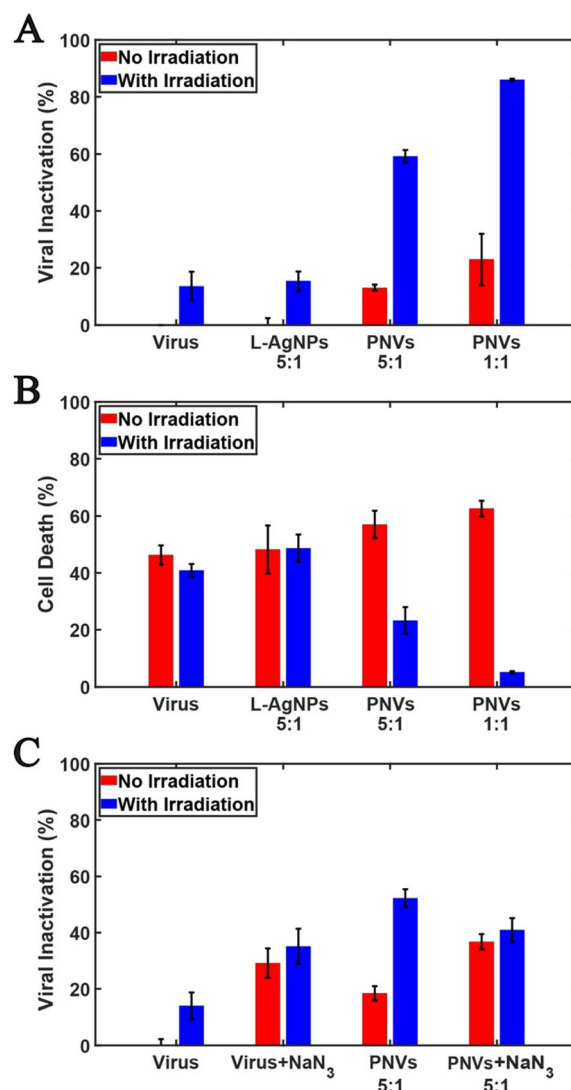 A
Viral Inactivation (%)
100
80
60
40
20
0
No Irradiation
With Irradiation
Virus
L-AgNPs
5:1
PNVs
5:1
PNVs
1:1
B
Cell Death (%)
100
80
60
40
20
0
No Irradiation
With Irradiation
Virus
L-AgNPs
5:1
PNVs
5:1
PNVs
1:1
C
Viral Inactivation (%)
100
80
60
40
20
0
No Irradiation
With Irradiation
Virus
Virus+NaN3
PNVs
5:1
PNVs+NaN3
5:1